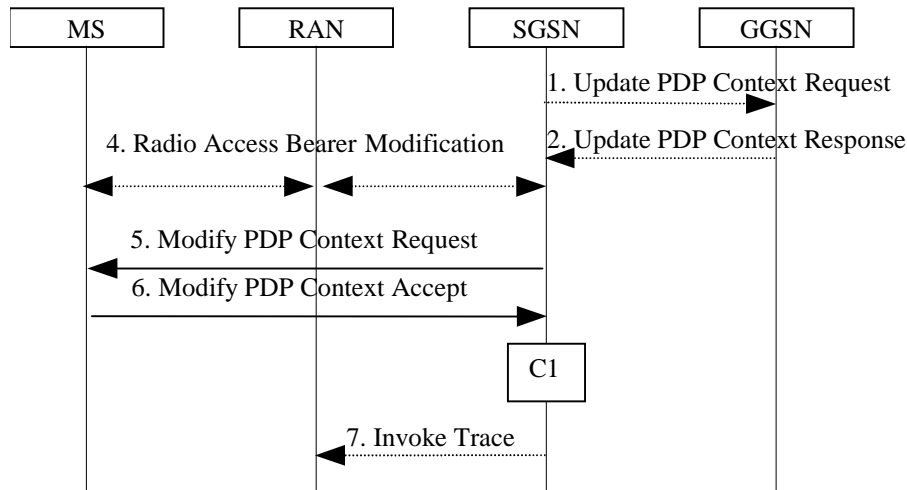 MS RAN SGSN GGSN
1. Update PDP Context Request
2. Update PDP Context Response
4. Radio Access Bearer Modification
5. Modify PDP Context Request
6. Modify PDP Context Accept
C1
7. Invoke Trace